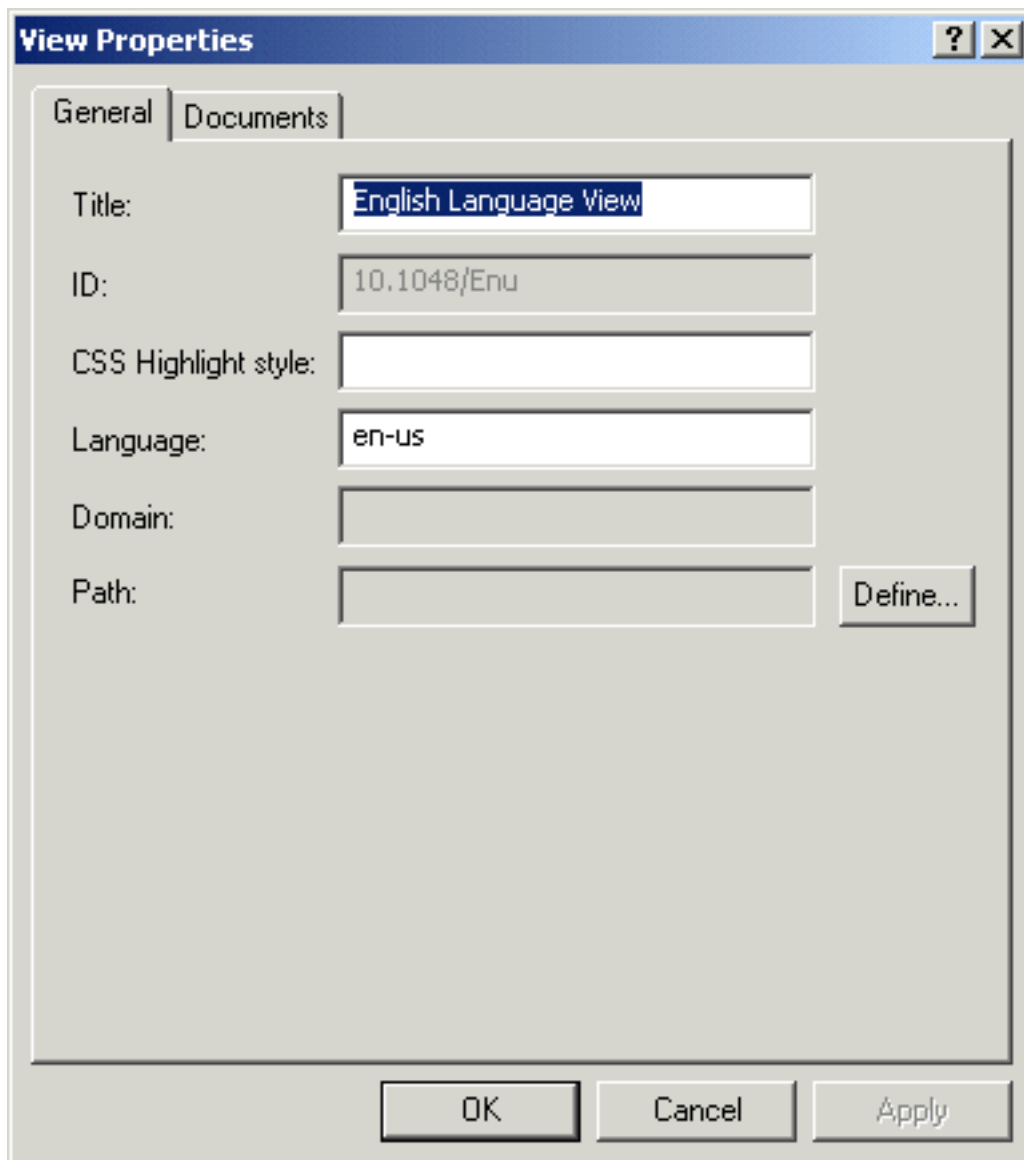 View Properties
General Documents
Title: English Language View
ID: 10.1048/Enu
CSS Highlight style:
Language: en-us
Domain:
Path: Define...
OK Cancel Apply